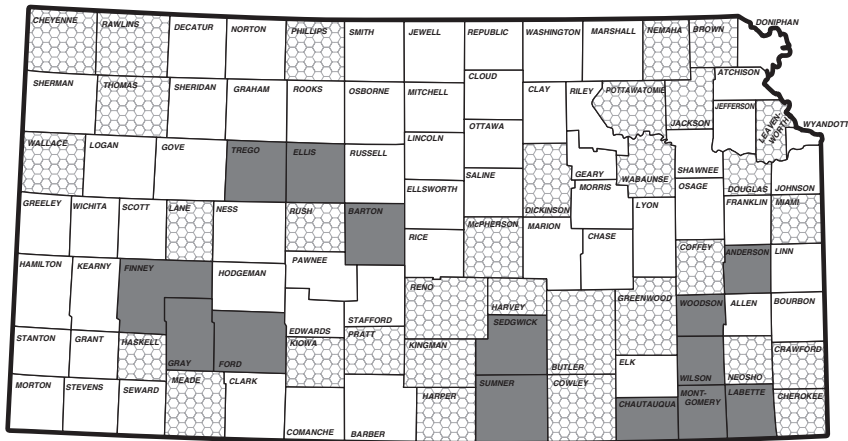 CHEYENNE
RAWLINS
DECATUR
NORTON
PHILLIPS
SMITH
JEWELL
REPUBLIC
WASHINGTON
MARSHALL
NEMAHA
BROWN
DONIPHAN
SHERMAN
THOMAS
SHERIDAN
GRAHAM
ROOKS
OSBORNE
MITCHELL
CLOUD
CLAY
RILEY
POTTAWATOMIE
JACKSON
ATCHISON
JEFFERSON
LEAVEN-
WORTH
WYANDOTT
WALLACE
LOGAN
GOVE
TREGO
ELLIS
RUSSELL
LINCOLN
OTTAWA
ELLSWORTH
SALINE
DICKINSON
GEARY
MORRIS
WABAUNSE
SHAWNEE
OSAGE
DOUGLAS
JOHNSON
GREELEY
WICHITA
SCOTT
LANE
NESS
RUSH
BARTON
RICE
McPHERSON
MARION
CHASE
LYON
FRANKLIN
MIAMI
HAMILTON
KEARNY
FINNEY
HODGEMAN
PAWNEE
STAFFORD
RENO
HARVEY
GREENWOOD
COFFEY
ANDERSON
LINN
STANTON
GRANT
HASKELL
GRAY
FORD
EDWARDS
KIOWA
PRATT
KINGMAN
SEDGWICK
BUTLER
ELK
WOODSON
ALLEN
BOURBON
WILSON
NEOSHO
CRAWFORD
MORTON
STEVENS
SEWARD
MEADE
CLARK
COMANCHE
BARBER
HARPER
SUMNER
COWLEY
CHAUTAUQUA
MONT-
GOMERY
LABETTE
CHEROKEE